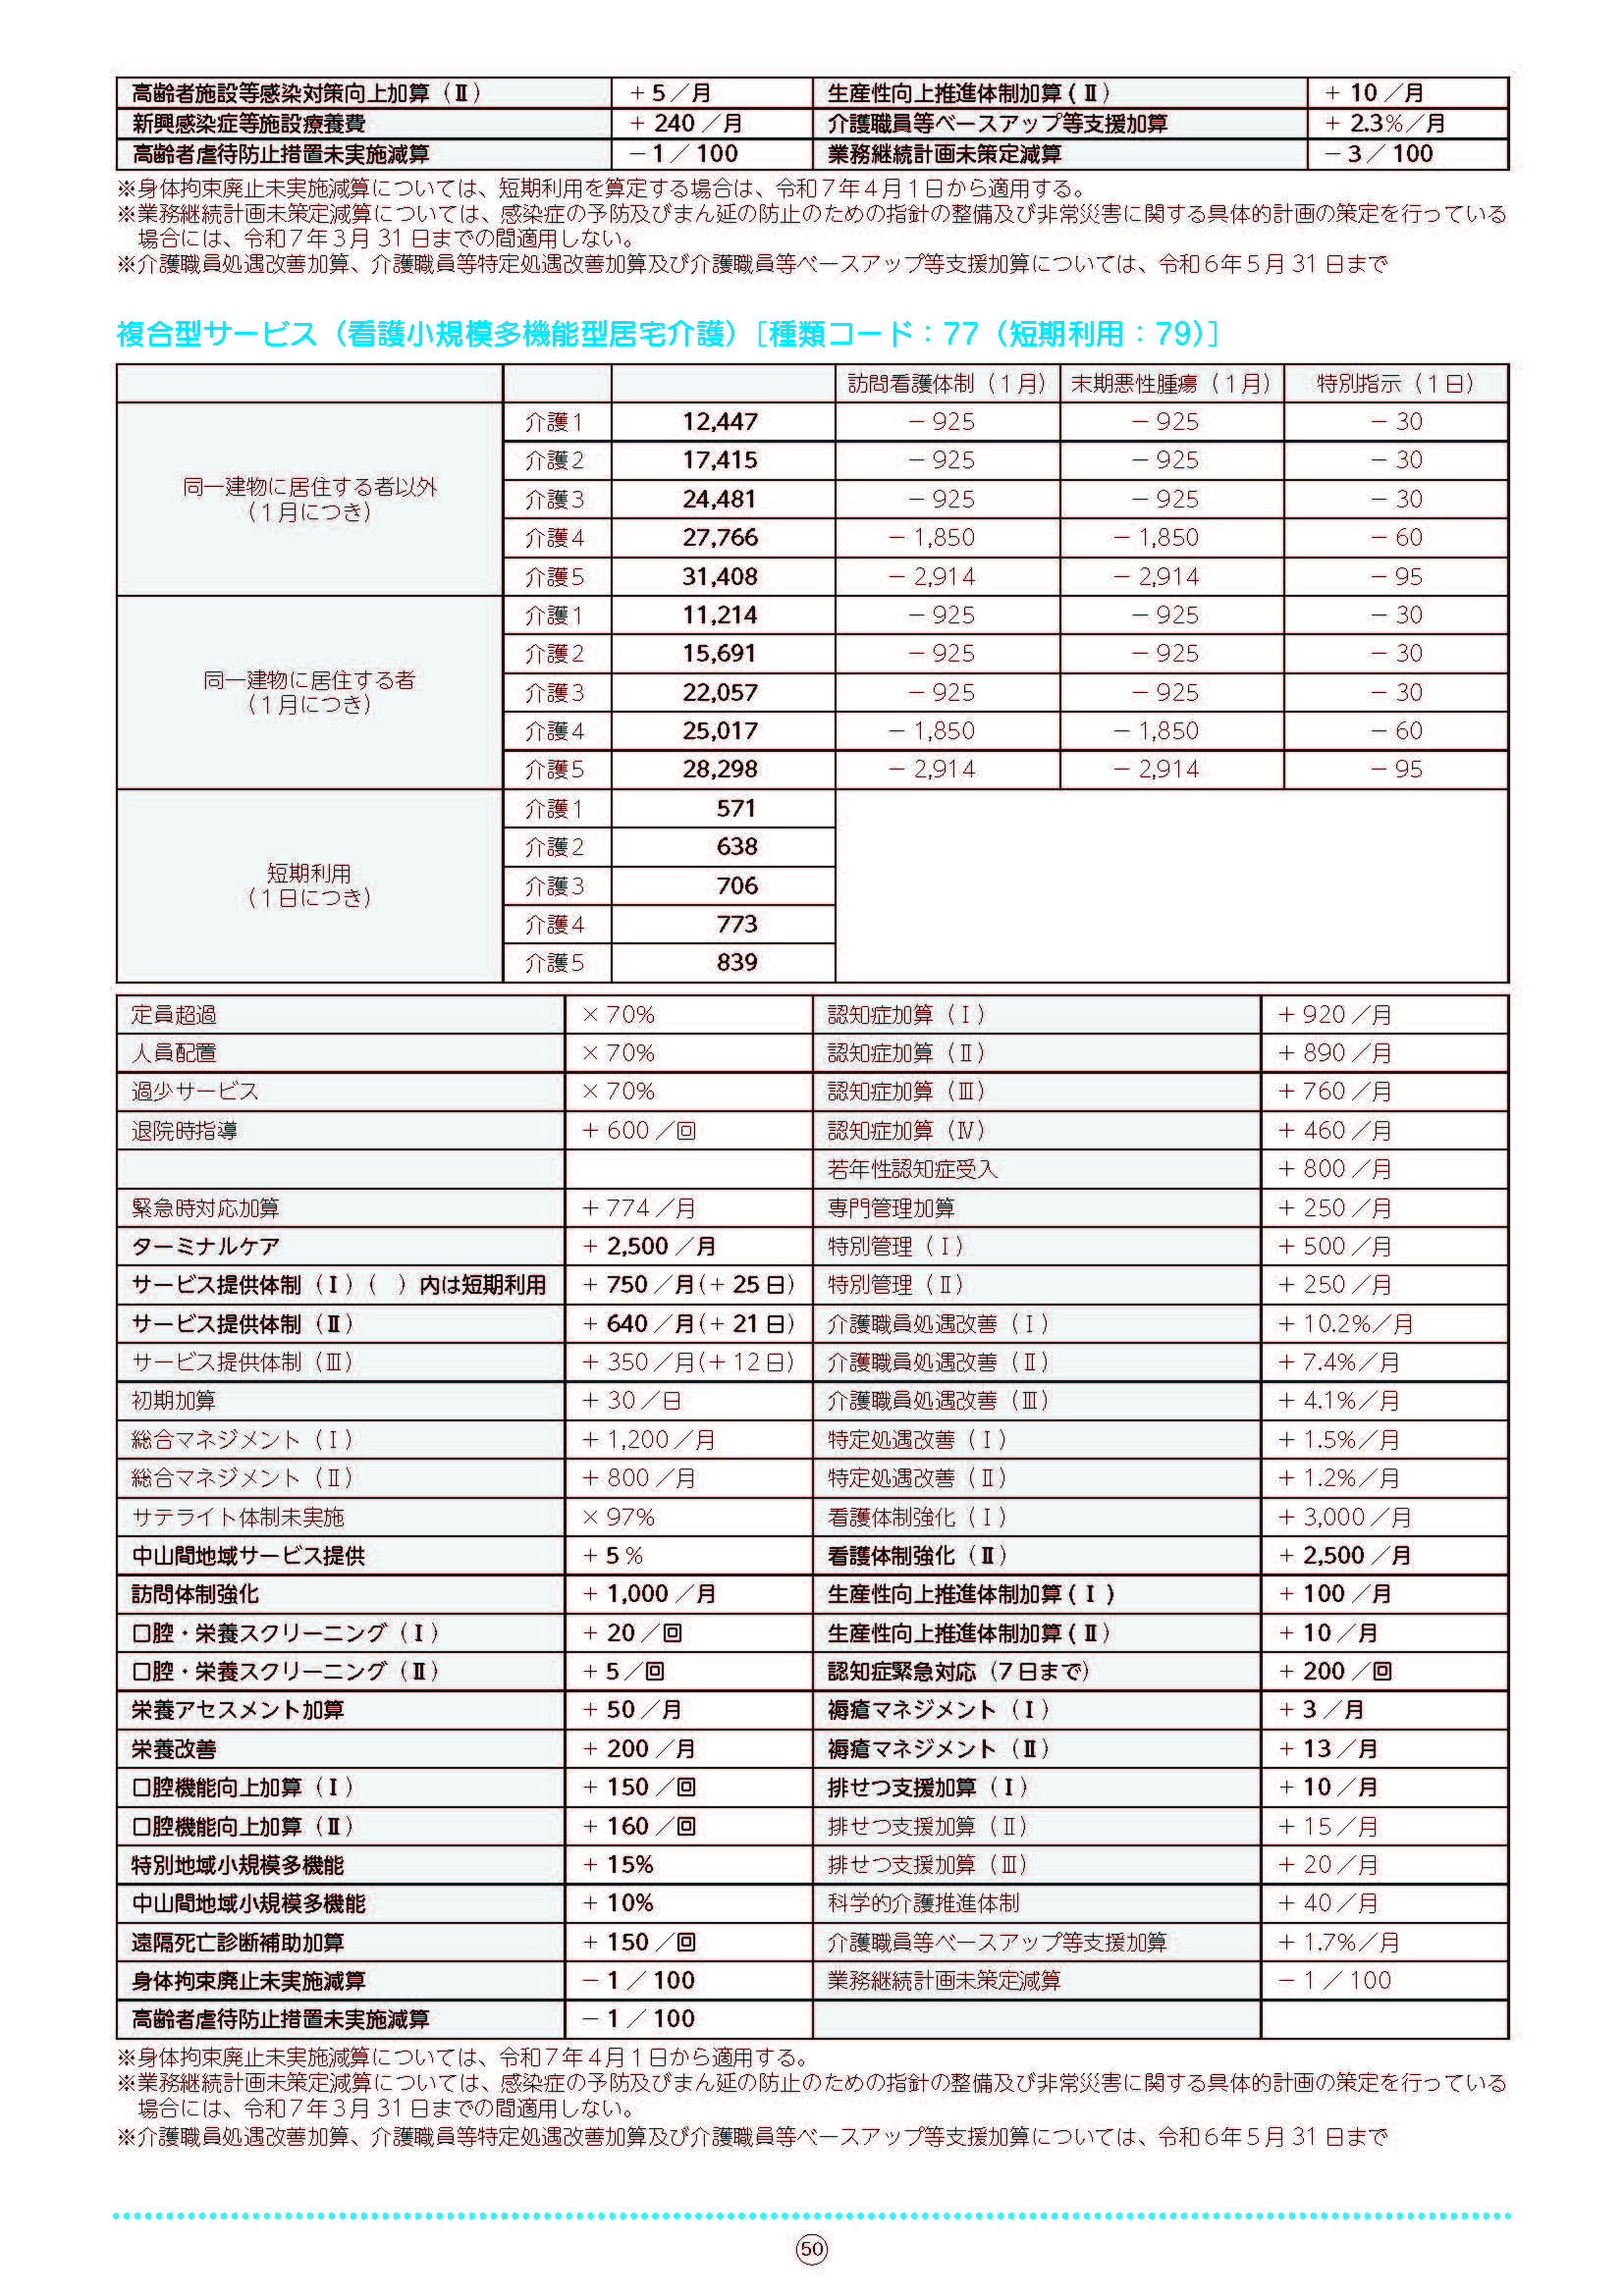 高齢者施設等感染対策向上加算（Ⅱ） ＋ 5 ／月 生産性向上推進体制加算 ( Ⅱ ) ＋ 10 ／月
新興感染症等施設療養費 ＋ 240 ／月 介護職員等ベースアップ等支援加算 ＋ 2.3%／月
高齢者虐待防止措置未実施減算 － 1 ／ 100 業務継続計画未策定減算 － 3 ／ 100
※身体拘束廃止未実施減算については、短期利用を算定する場合は、令和７年４月１日から適用する。
※業務継続計画未策定減算については、感染症の予防及びまん延の防止のための指針の整備及び非常災害に関する具体的計画の策定を行っている
場合には、令和７年３月 31 日までの間適用しない。
※介護職員処遇改善加算、介護職員等特定処遇改善加算及び介護職員等ベースアップ等支援加算については、令和６年５月 31 日まで
複合型サービス（看護小規模多機能型居宅介護）［種類コード：77（短期利用：79）］
訪問看護体制（１月） 末期悪性腫瘍（１月） 特別指示（１日）
介護1 12,447 － 925 － 925 － 30
介護2 17,415 － 925 － 925 － 30
同一建物に居住する者以外
（１月につき）
介護3 24,481 － 925 － 925 － 30
介護4 27,766 － 1,850 － 1,850 － 60
介護5 31,408 － 2,914 － 2,914 － 95
介護1 11,214 － 925 － 925 － 30
介護2 15,691 － 925 － 925 － 30
同一建物に居住する者
（１月につき）
介護3 22,057 － 925 － 925 － 30
介護4 25,017 － 1,850 － 1,850 － 60
介護5 28,298 － 2,914 － 2,914 － 95
介護1 571
介護2 638
短期利用
（１日につき）
介護3 706
介護4 773
介護5 839
定員超過 × 70% 認知症加算（Ⅰ） ＋ 920 ／月
人員配置 × 70% 認知症加算（Ⅱ） ＋ 890 ／月
過少サービス × 70% 認知症加算（Ⅲ） ＋ 760 ／月
退院時指導 ＋ 600 ／回 認知症加算（Ⅳ） ＋ 460 ／月
若年性認知症受入 ＋ 800 ／月
緊急時対応加算 ＋ 774 ／月 専門管理加算 ＋ 250 ／月
ターミナルケア ＋ 2,500 ／月 特別管理（Ⅰ） ＋ 500 ／月
サービス提供体制（Ⅰ）（　）内は短期利用 ＋ 750 ／月(＋ 25 日) 特別管理（Ⅱ） ＋ 250 ／月
サービス提供体制（Ⅱ） ＋ 640 ／月(＋ 21 日) 介護職員処遇改善（Ⅰ） ＋ 10.2%／月
サービス提供体制（Ⅲ） ＋ 350 ／月(＋ 12 日) 介護職員処遇改善（Ⅱ） ＋ 7.4%／月
初期加算 ＋ 30 ／日 介護職員処遇改善（Ⅲ） ＋ 4.1%／月
総合マネジメント（Ⅰ） ＋ 1,200 ／月 特定処遇改善（Ⅰ） ＋ 1.5%／月
総合マネジメント（Ⅱ） ＋ 800 ／月 特定処遇改善（Ⅱ） ＋ 1.2%／月
サテライト体制未実施 × 97% 看護体制強化（Ⅰ） ＋ 3,000 ／月
中山間地域サービス提供 ＋ 5 % 看護体制強化（Ⅱ） ＋ 2,500 ／月
訪問体制強化 ＋ 1,000 ／月 生産性向上推進体制加算 ( Ⅰ ) ＋ 100 ／月
口腔・栄養スクリーニング（Ⅰ） ＋ 20 ／回 生産性向上推進体制加算 ( Ⅱ ) ＋ 10 ／月
口腔・栄養スクリーニング（Ⅱ） ＋ 5 ／回 認知症緊急対応（７日まで） ＋ 200 ／回
栄養アセスメント加算 ＋ 50 ／月 褥瘡マネジメント（Ⅰ） ＋ 3 ／月
栄養改善 ＋ 200 ／月 褥瘡マネジメント（Ⅱ） ＋ 13 ／月
口腔機能向上加算（Ⅰ） ＋ 150 ／回 排せつ支援加算（Ⅰ） ＋ 10 ／月
口腔機能向上加算（Ⅱ） ＋ 160 ／回 排せつ支援加算（Ⅱ） ＋ 15 ／月
特別地域小規模多機能 ＋ 15% 排せつ支援加算（Ⅲ） ＋ 20 ／月
中山間地域小規模多機能 ＋ 10% 科学的介護推進体制 ＋ 40 ／月
遠隔死亡診断補助加算 ＋ 150 ／回 介護職員等ベースアップ等支援加算 ＋ 1.7%／月
身体拘束廃止未実施減算 － 1 ／ 100 業務継続計画未策定減算 － 1 ／ 100
高齢者虐待防止措置未実施減算 － 1 ／ 100
※身体拘束廃止未実施減算については、令和７年４月１日から適用する。
※業務継続計画未策定減算については、感染症の予防及びまん延の防止のための指針の整備及び非常災害に関する具体的計画の策定を行っている
場合には、令和７年３月 31 日までの間適用しない。
※介護職員処遇改善加算、介護職員等特定処遇改善加算及び介護職員等ベースアップ等支援加算については、令和６年５月 31 日まで
50